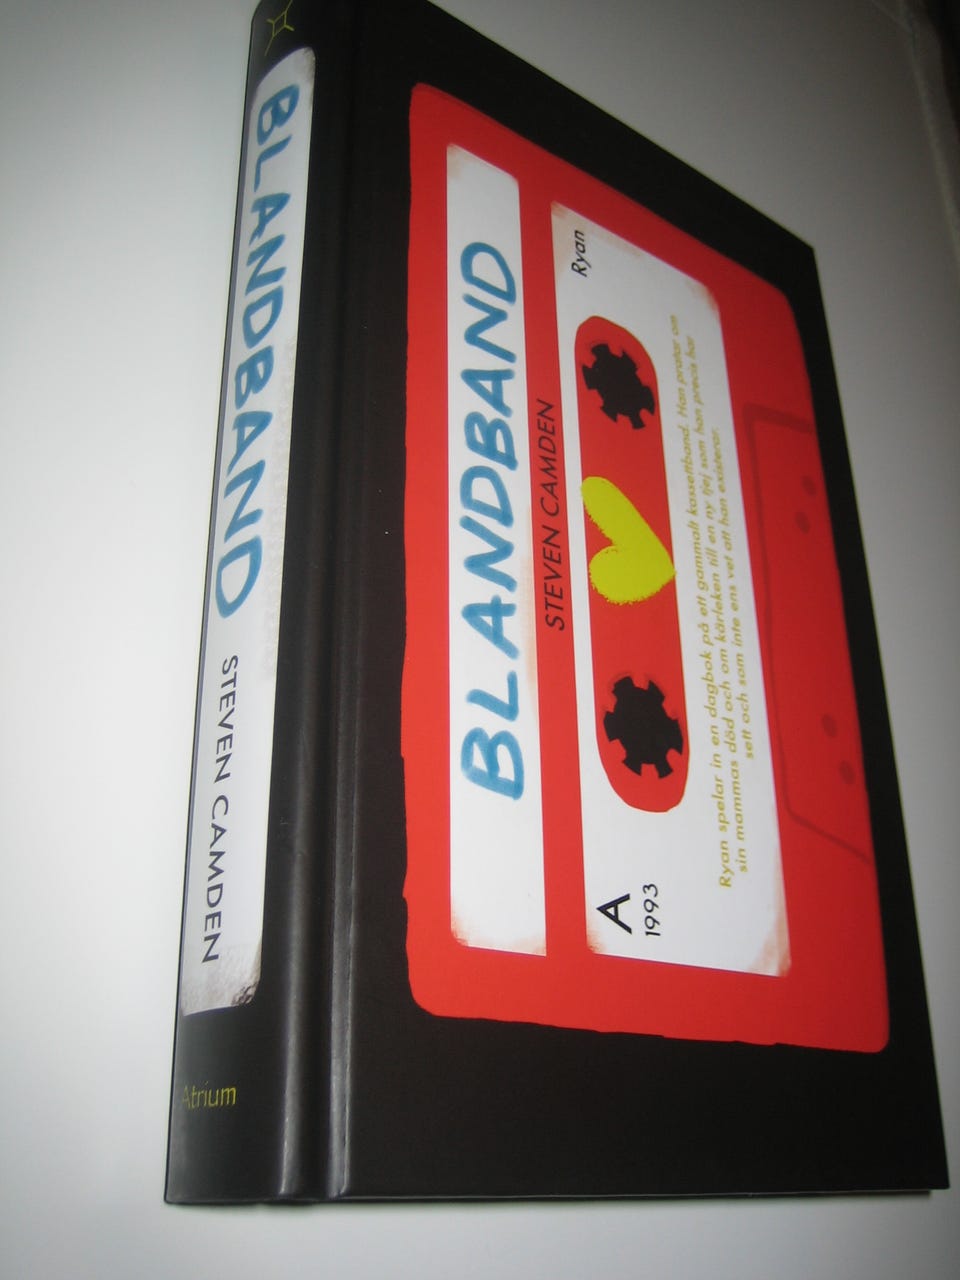 BLANDBAND
STEVEN CAMDEN
Atrium
BLANDBAND
STEVEN CAMDEN
A
1993
Ryan
Ryan spelar in en dagbok på ett gammalt kassettband. Han pratar om
sin mammas död och om kärleken till en ny tjej som han precis har
sett och som inte ens vet att han existerar.